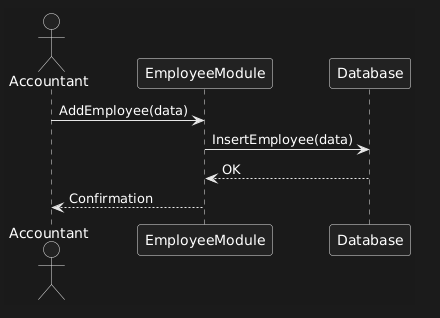 Accountant
EmployeeModule
Database
AddEmployee(data)
InsertEmployee(data)
OK
Confirmation
Accountant
EmployeeModule
Database